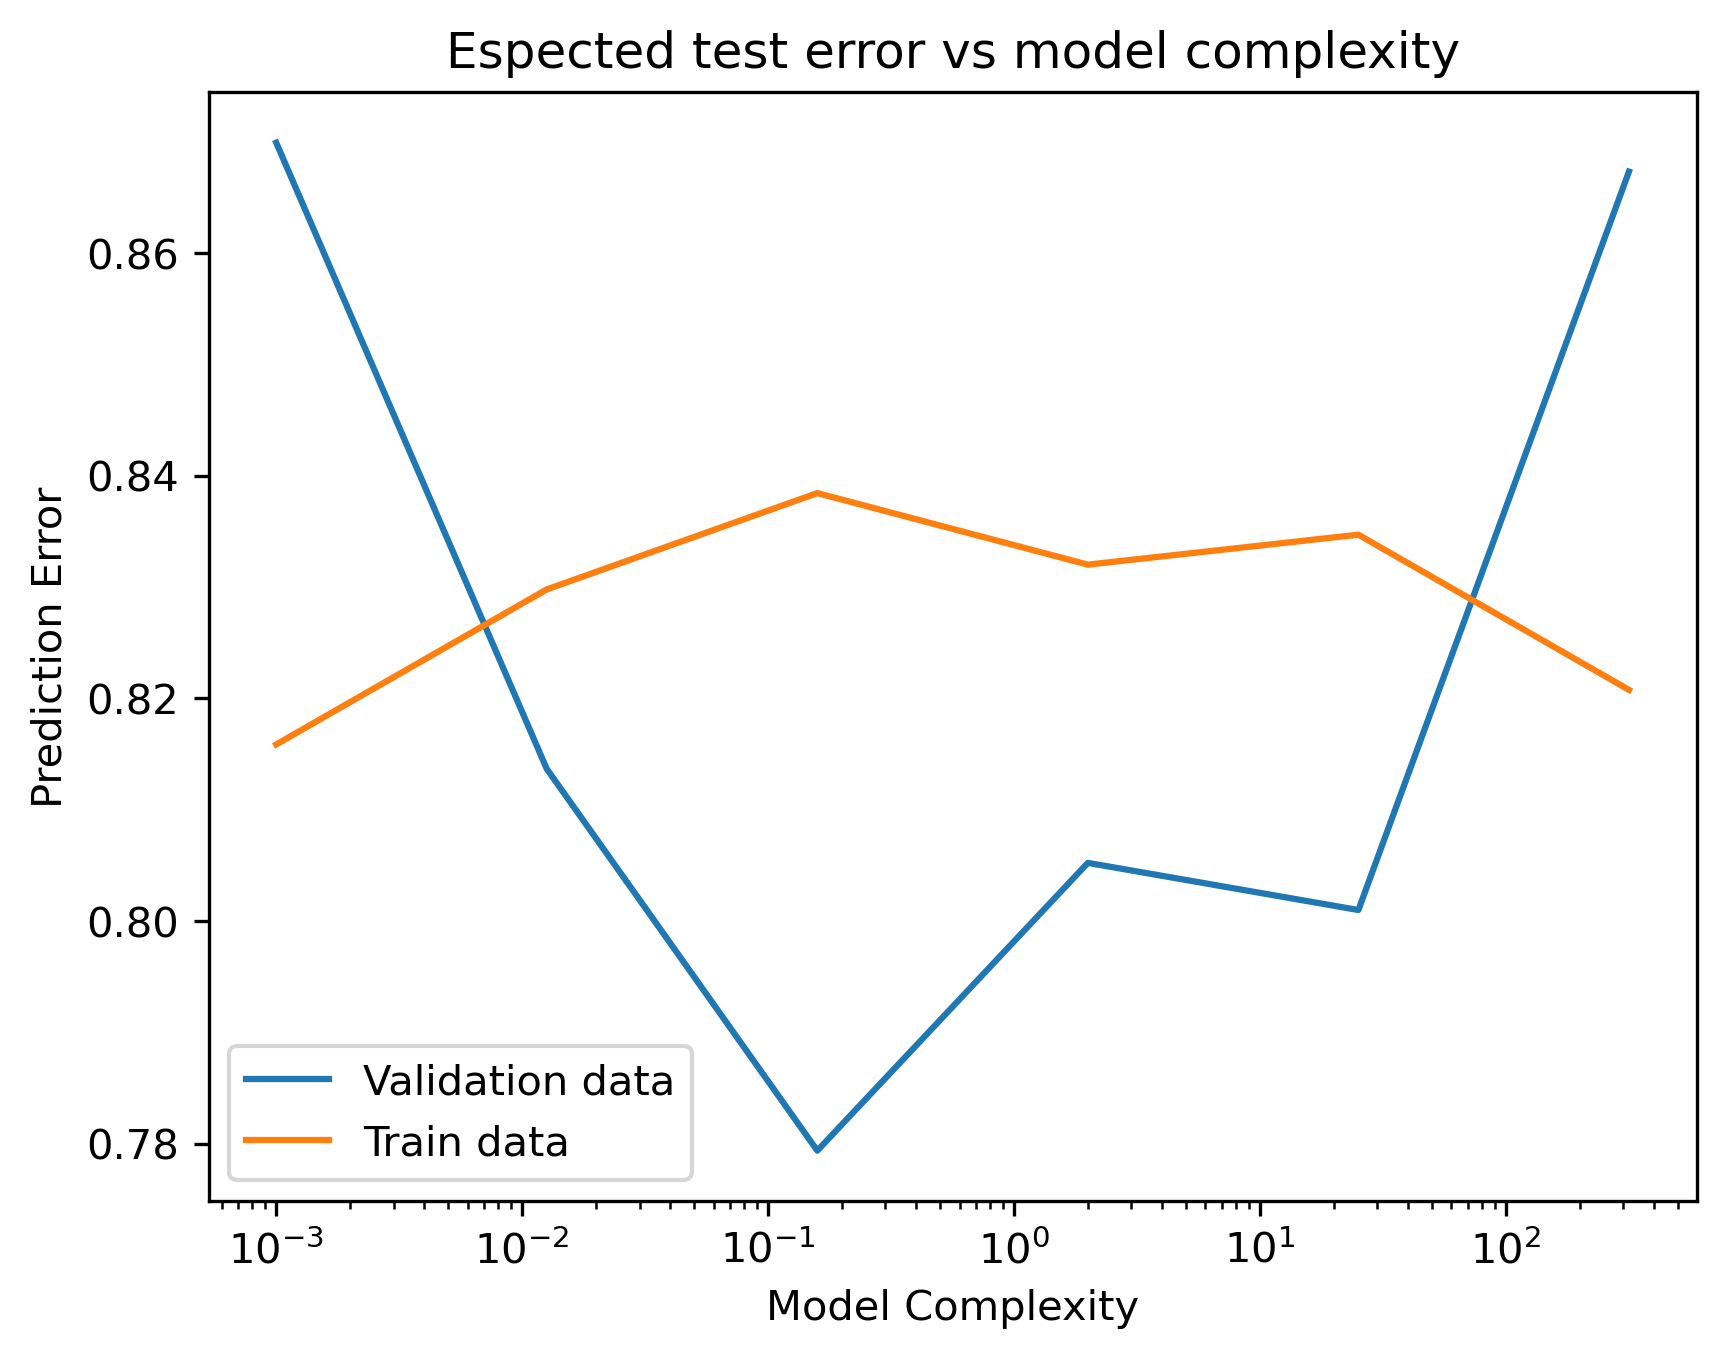 Espected test error vs model complexity
Prediction Error
0.86
0.84
0.82
0.80
0.78
Validation data
Train data
10⁻³ 10⁻² 10⁻¹ 10⁰ 10¹ 10²
Model Complexity